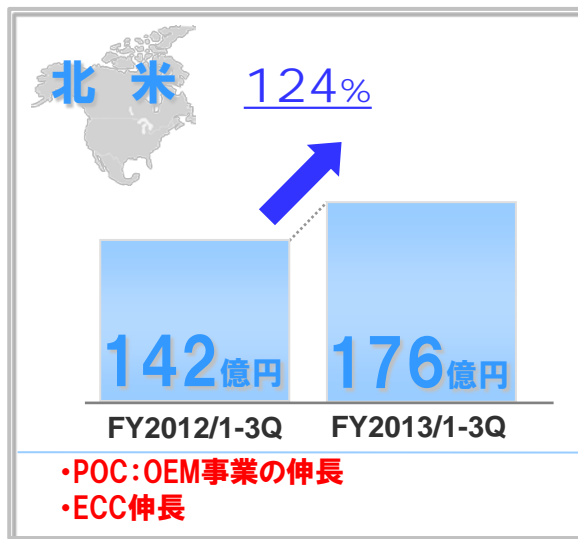 北 米
124%
142億円
176億円
FY2012/1-3Q
FY2013/1-3Q
・POC：OEM事業の伸長
・ECC伸長